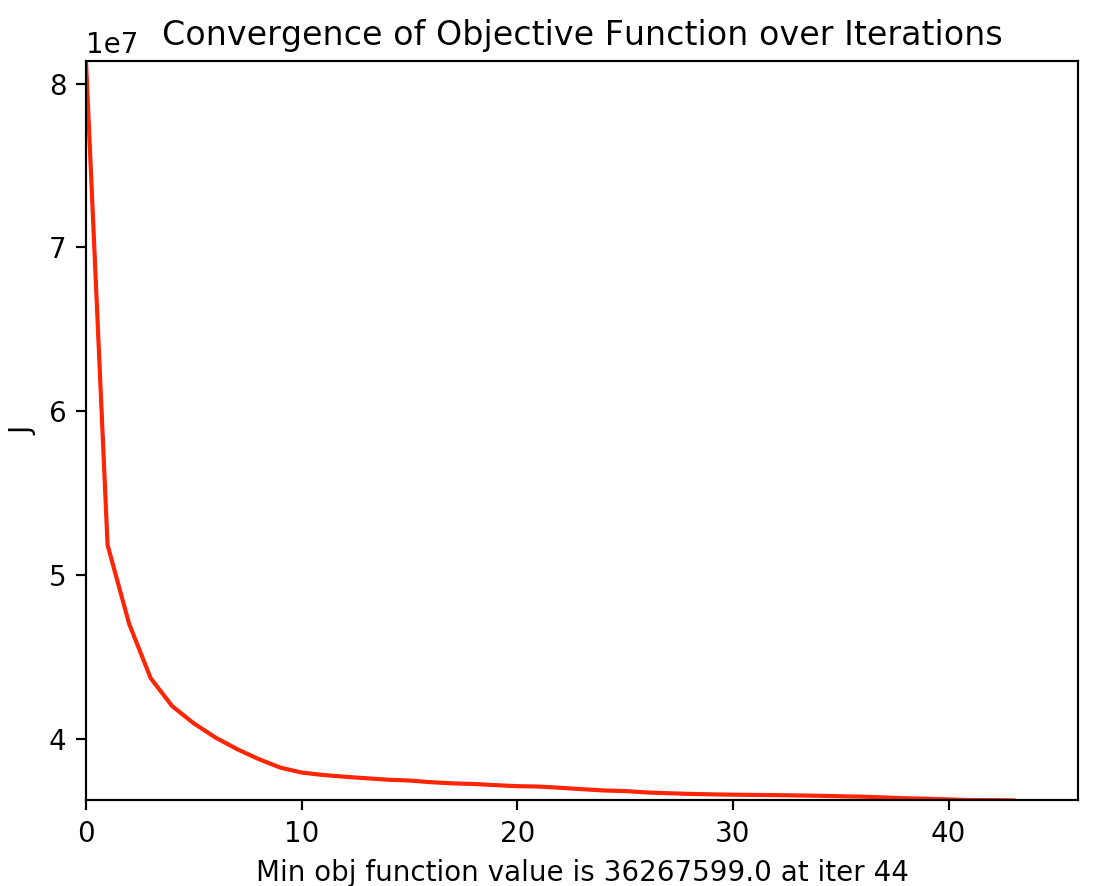 Convergence of Objective Function over Iterations
1e7
8
7
6
5
4
J
0 10 20 30 40
Min obj function value is 36267599.0 at iter 44